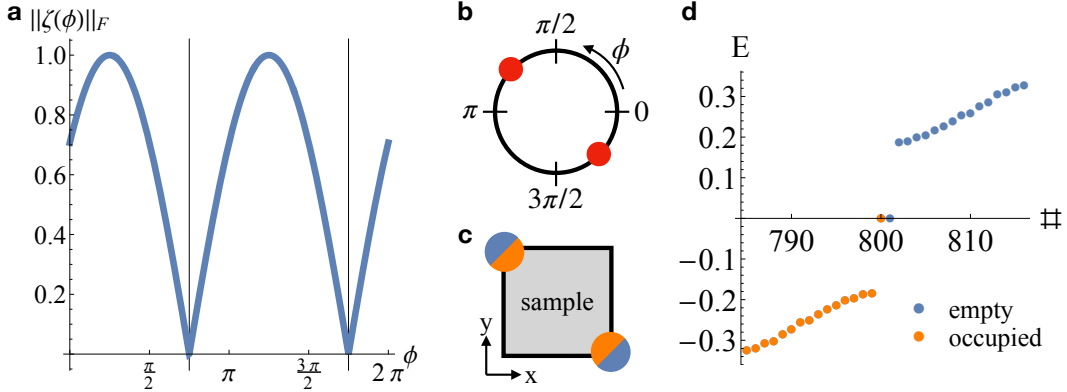 a
||ζ(ϕ)||F
1.0
0.8
0.6
0.4
0.2
π/2
π
3π/2
2π
ϕ
b
π/2
ϕ
π
0
3π/2
c
sample
y
x
d
E
0.3
0.2
0.1
790
800
810
#
−0.1
−0.2
−0.3
empty
occupied